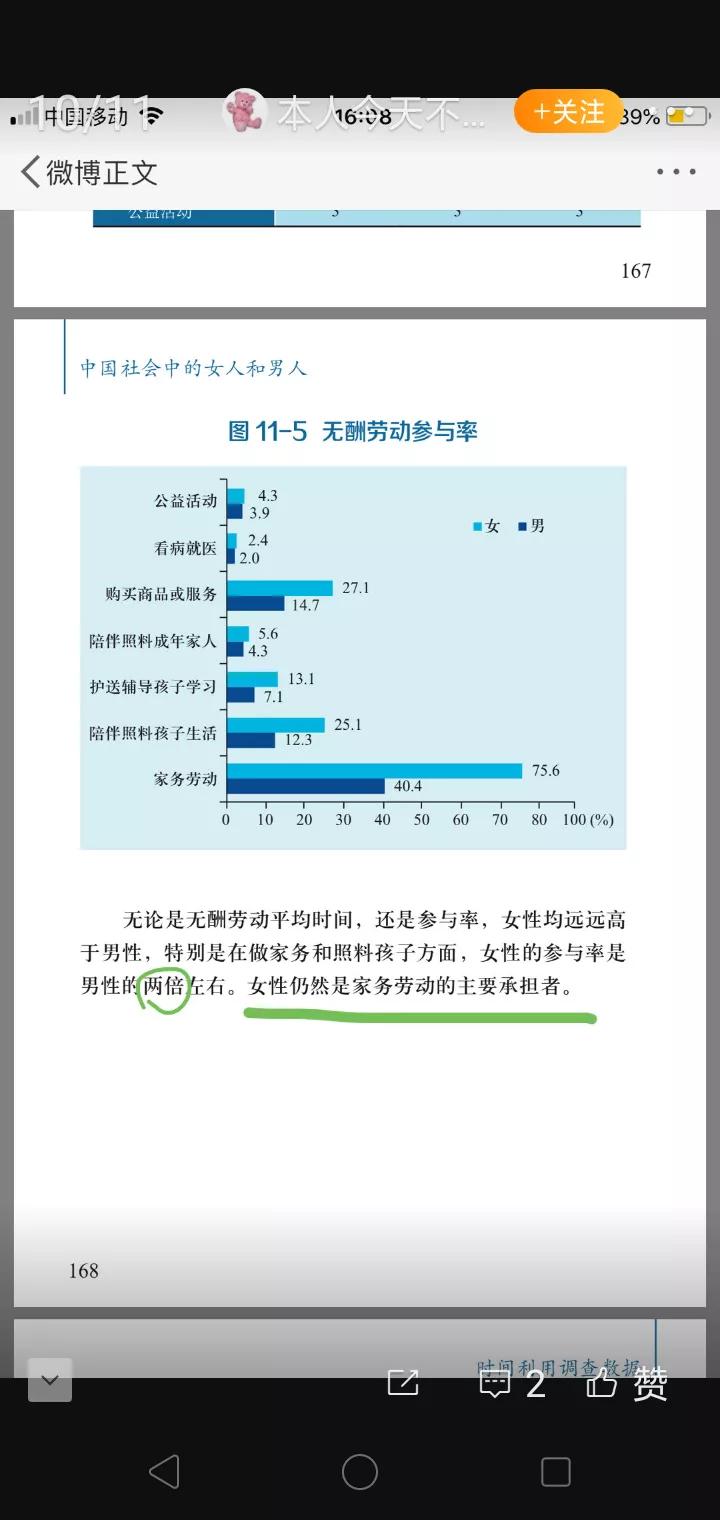 10/11
中国移动
本人今天不...
16:08
+关注
39%
微博正文
公益活动 3 3 3
167
中国社会中的女人和男人
图 11-5 无酬劳动参与率
女 男
公益活动 4.3
3.9
看病就医 2.4
2.0
购买商品或服务 27.1
14.7
陪伴照料成年家人 5.6
4.3
护送辅导孩子学习 13.1
7.1
陪伴照料孩子生活 25.1
12.3
家务劳动 75.6
40.4
0 10 20 30 40 50 60 70 80 100 (%)
无论是无酬劳动平均时间，还是参与率，女性均远远高
于男性，特别是在做家务和照料孩子方面，女性的参与率是
男性的两倍左右。女性仍然是家务劳动的主要承担者。
168
时间利用调查数据
2
赞